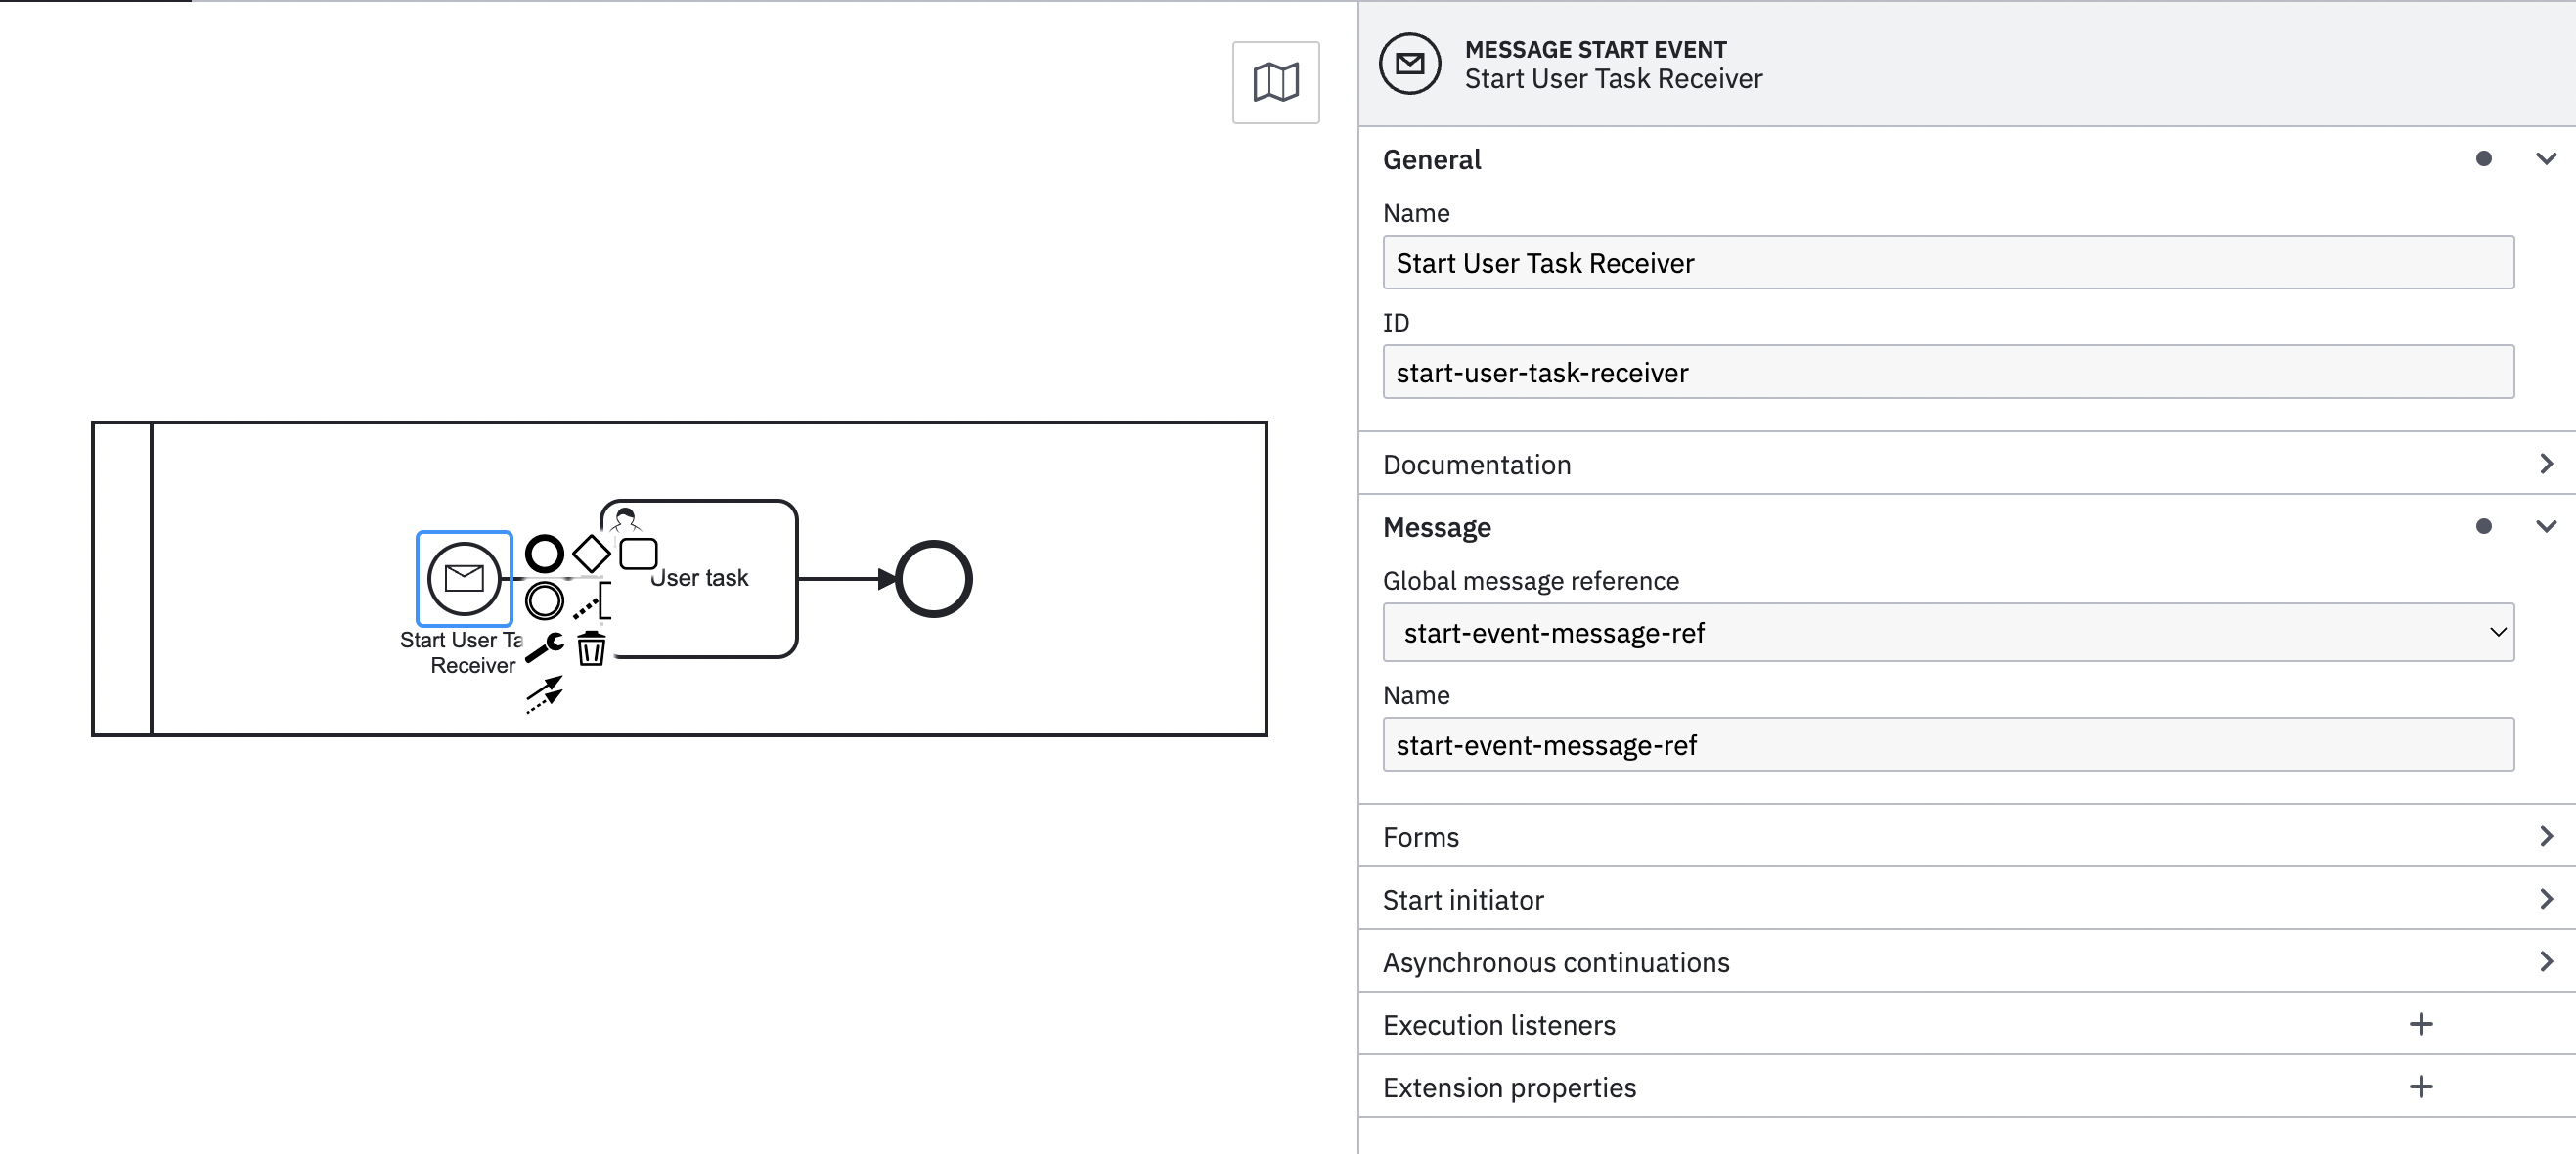 MESSAGE START EVENT
Start User Task Receiver
General
Name
Start User Task Receiver
ID
start-user-task-receiver
Documentation
Message
Global message reference
start-event-message-ref
Name
start-event-message-ref
Forms
Start initiator
Asynchronous continuations
Execution listeners
Extension properties
User task
Start User Ta
Receiver